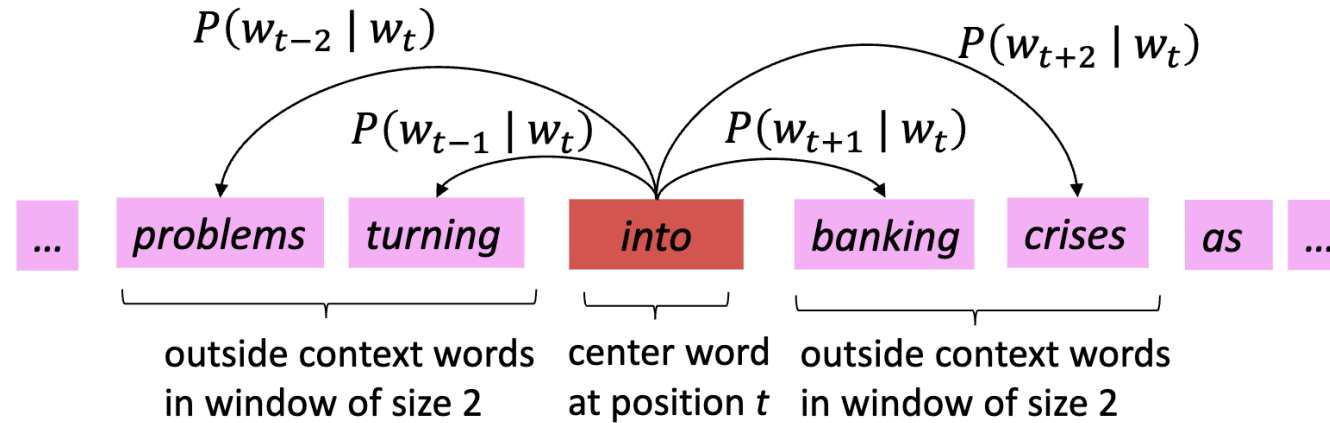 P(w_{t−2} | w_t)
P(w_{t+2} | w_t)
P(w_{t−1} | w_t)
P(w_{t+1} | w_t)
... problems turning into banking crises as ...
outside context words
in window of size 2
center word
at position t
outside context words
in window of size 2